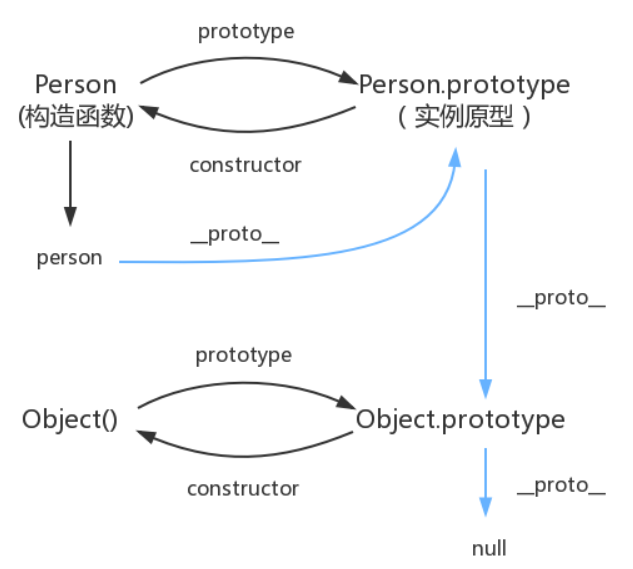 prototype
Person
(构造函数)
Person.prototype
(实例原型)
constructor
__proto__
person
__proto__
prototype
Object()
Object.prototype
constructor
__proto__
null